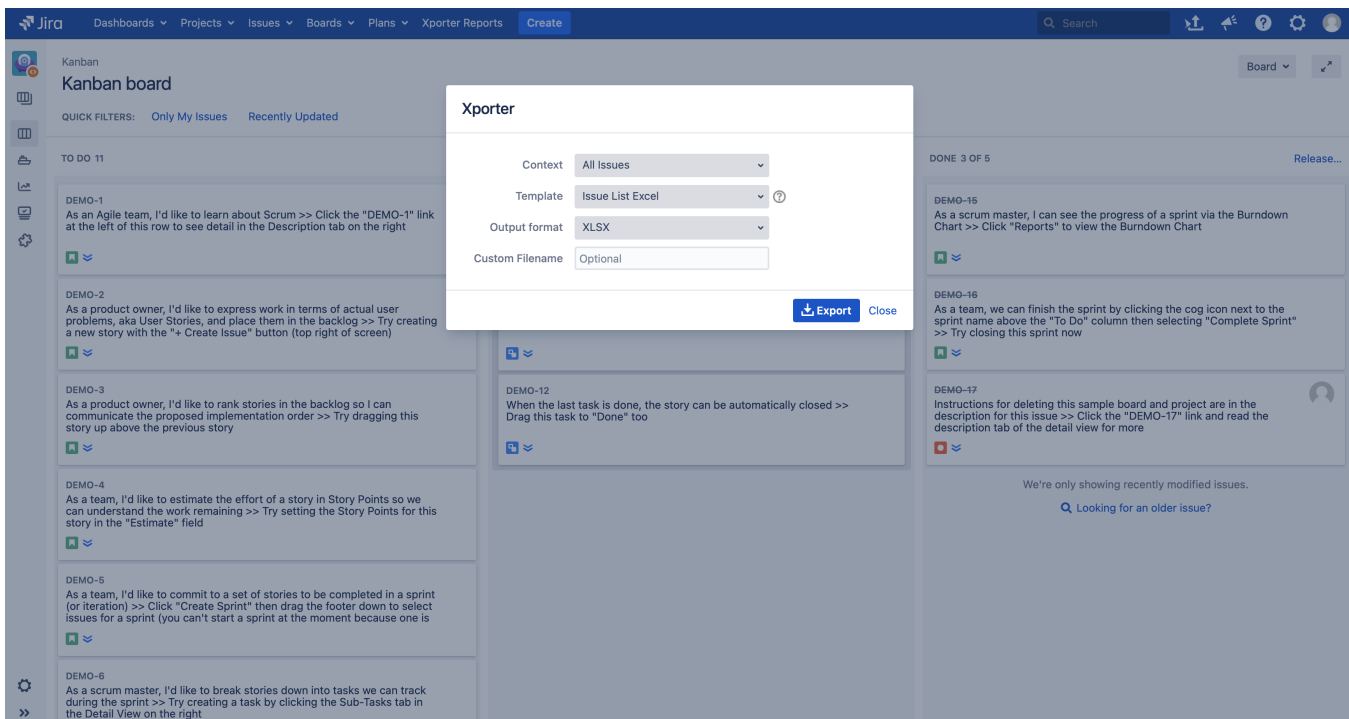 Jira
Dashboards Projects Issues Boards Plans Xporter Reports Create
Search
Kanban
Kanban board
Board
QUICK FILTERS: Only My Issues Recently Updated
TO DO 11
DEMO-1
As an Agile team, I'd like to learn about Scrum >> Click the "DEMO-1" link
at the left of this row to see detail in the Description tab on the right
DEMO-2
As a product owner, I'd like to express work in terms of actual user
problems, aka User Stories, and place them in the backlog >> Try creating
a new story with the "+ Create Issue" button (top right of screen)
DEMO-3
As a product owner, I'd like to rank stories in the backlog so I can
communicate the proposed implementation order >> Try dragging this
story up above the previous story
DEMO-4
As a team, I'd like to estimate the effort of a story in Story Points so we
can understand the work remaining >> Try setting the Story Points for this
story in the "Estimate" field
DEMO-5
As a team, I'd like to commit to a set of stories to be completed in a sprint
(or iteration) >> Click "Create Sprint" then drag the footer down to select
issues for a sprint (you can't start a sprint at the moment because one is
DEMO-6
As a scrum master, I'd like to break stories down into tasks we can track
during the sprint >> Try creating a task by clicking the Sub-Tasks tab in
the Detail View on the right
Xporter
Context All Issues
Template Issue List Excel
Output format XLSX
Custom Filename Optional
Export Close
DEMO-12
When the last task is done, the story can be automatically closed >>
Drag this task to "Done" too
DONE 3 OF 5 Release...
DEMO-15
As a scrum master, I can see the progress of a sprint via the Burndown
Chart >> Click "Reports" to view the Burndown Chart
DEMO-16
As a team, we can finish the sprint by clicking the cog icon next to the
sprint name above the "To Do" column then selecting "Complete Sprint"
>> Try closing this sprint now
DEMO-17
Instructions for deleting this sample board and project are in the
description for this issue >> Click the "DEMO-17" link and read the
description tab of the detail view for more
We're only showing recently modified issues.
Looking for an older issue?